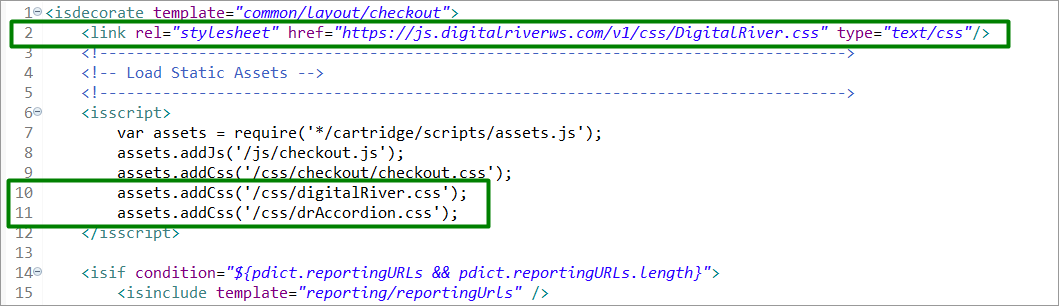 1 <isdecorate template="common/layout/checkout">
2 <link rel="stylesheet" href="https://js.digitalriverws.com/v1/css/DigitalRiver.css" type="text/css"/>
3 <!--------------------------------------------------------------------------->
4 <!-- Load Static Assets -->
5 <!--------------------------------------------------------------------------->
6 <isscript>
7 var assets = require('*/cartridge/scripts/assets.js');
8 assets.addJs('/js/checkout.js');
9 assets.addCss('/css/checkout/checkout.css');
10 assets.addCss('/css/digitalRiver.css');
11 assets.addCss('/css/drAccordion.css');
12 </isscript>
13
14 <isif condition="${pdict.reportingURLs && pdict.reportingURLs.length}">
15 <isinclude template="reporting/reportingUrls" />